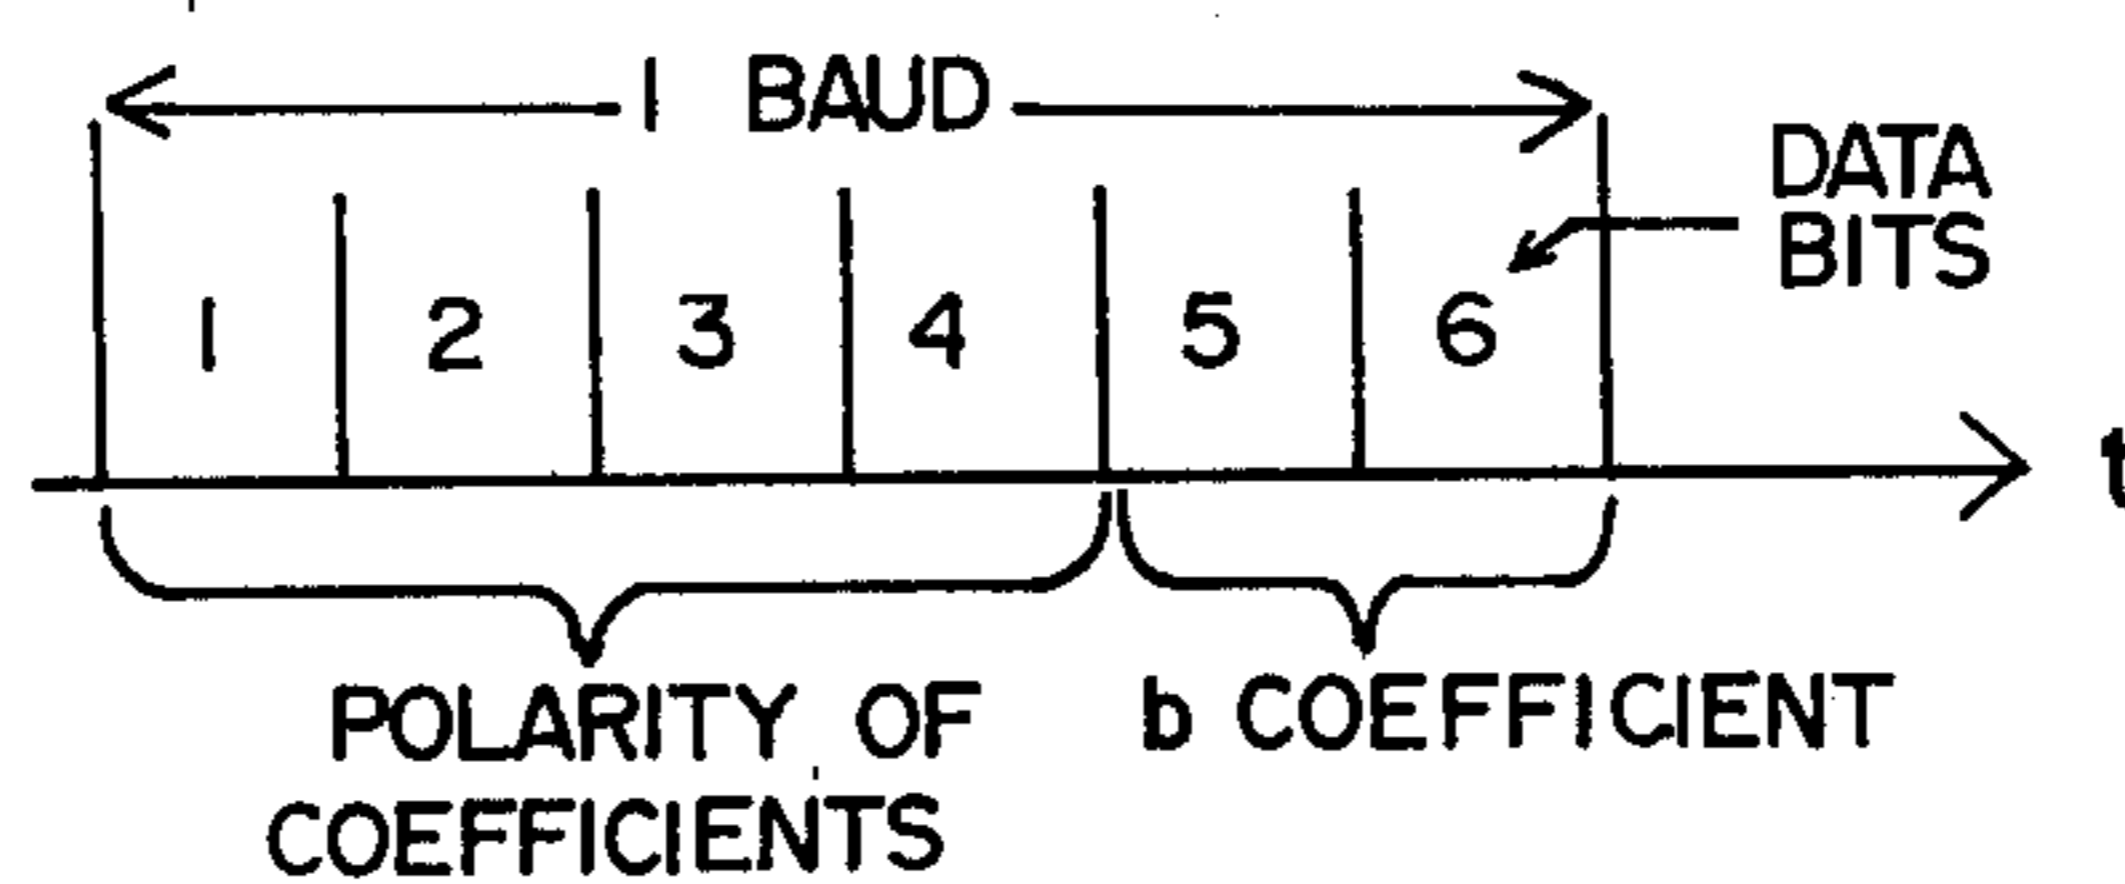 1 BAUD
DATA
BITS
1 2 3 4 5 6
t
POLARITY OF
COEFFICIENTS
b COEFFICIENT